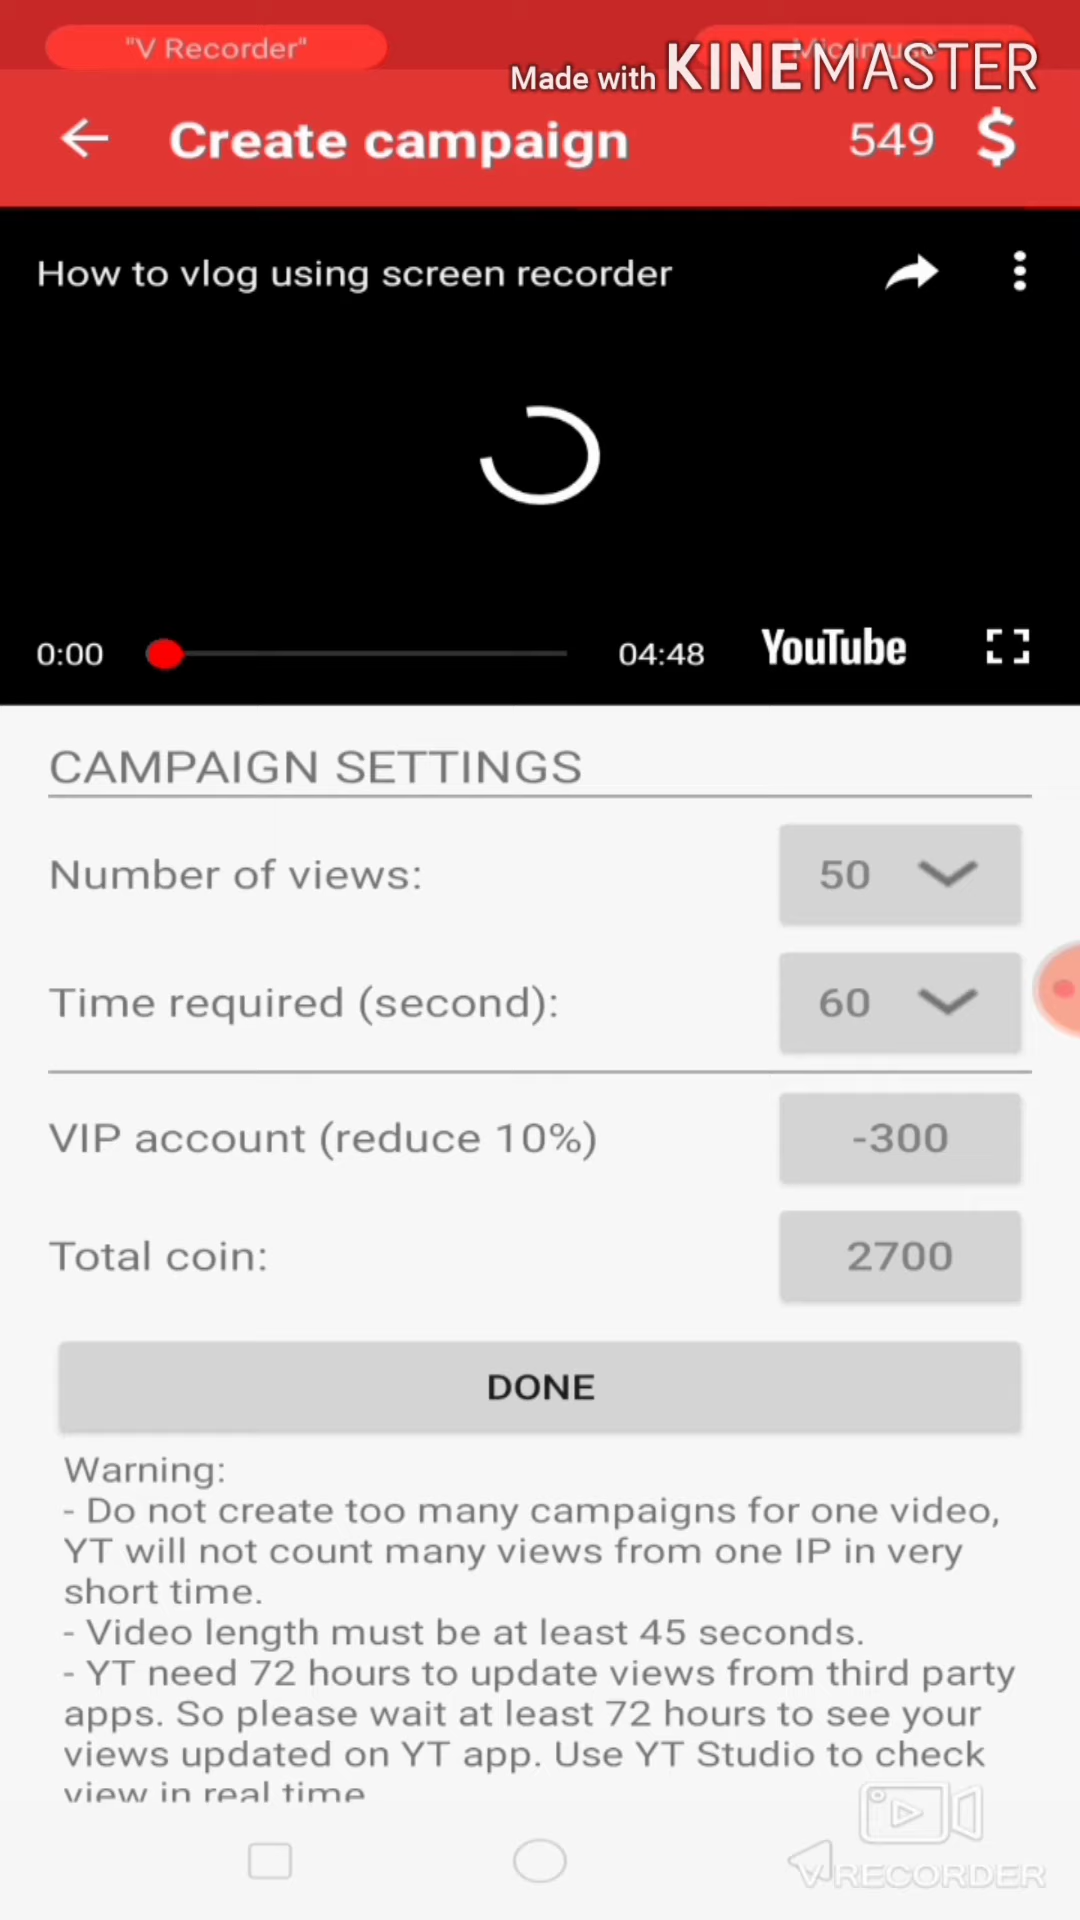 "V Recorder"
Mic in use
Made with KINEMASTER
Create campaign 549 $
How to vlog using screen recorder
0:00 04:48 YouTube
CAMPAIGN SETTINGS
Number of views: 50
Time required (second): 60
VIP account (reduce 10%) -300
Total coin: 2700
DONE
Warning:
- Do not create too many campaigns for one video,
YT will not count many views from one IP in very
short time.
- Video length must be at least 45 seconds.
- YT need 72 hours to update views from third party
apps. So please wait at least 72 hours to see your
views updated on YT app. Use YT Studio to check
view in real time
V RECORDER